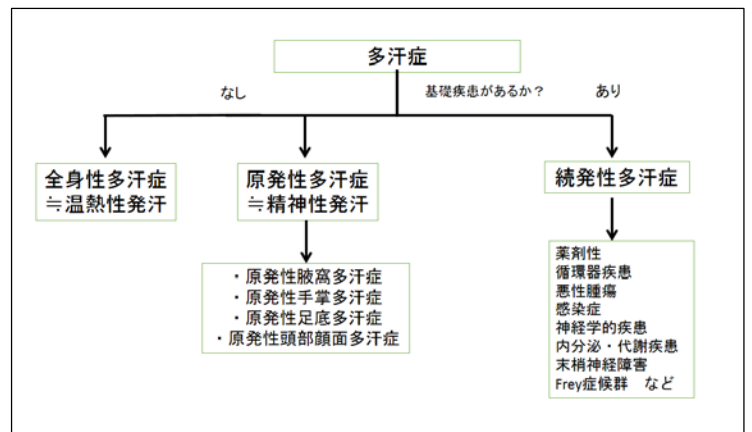 多汗症
なし
基礎疾患があるか？
あり
全身性多汗症
≒温熱性発汗
原発性多汗症
≒精神性発汗
続発性多汗症
・原発性腋窩多汗症
・原発性手掌多汗症
・原発性足底多汗症
・原発性頭部顔面多汗症
薬剤性
循環器疾患
悪性腫瘍
感染症
神経学的疾患
内分泌・代謝疾患
末梢神経障害
Frey症候群　など